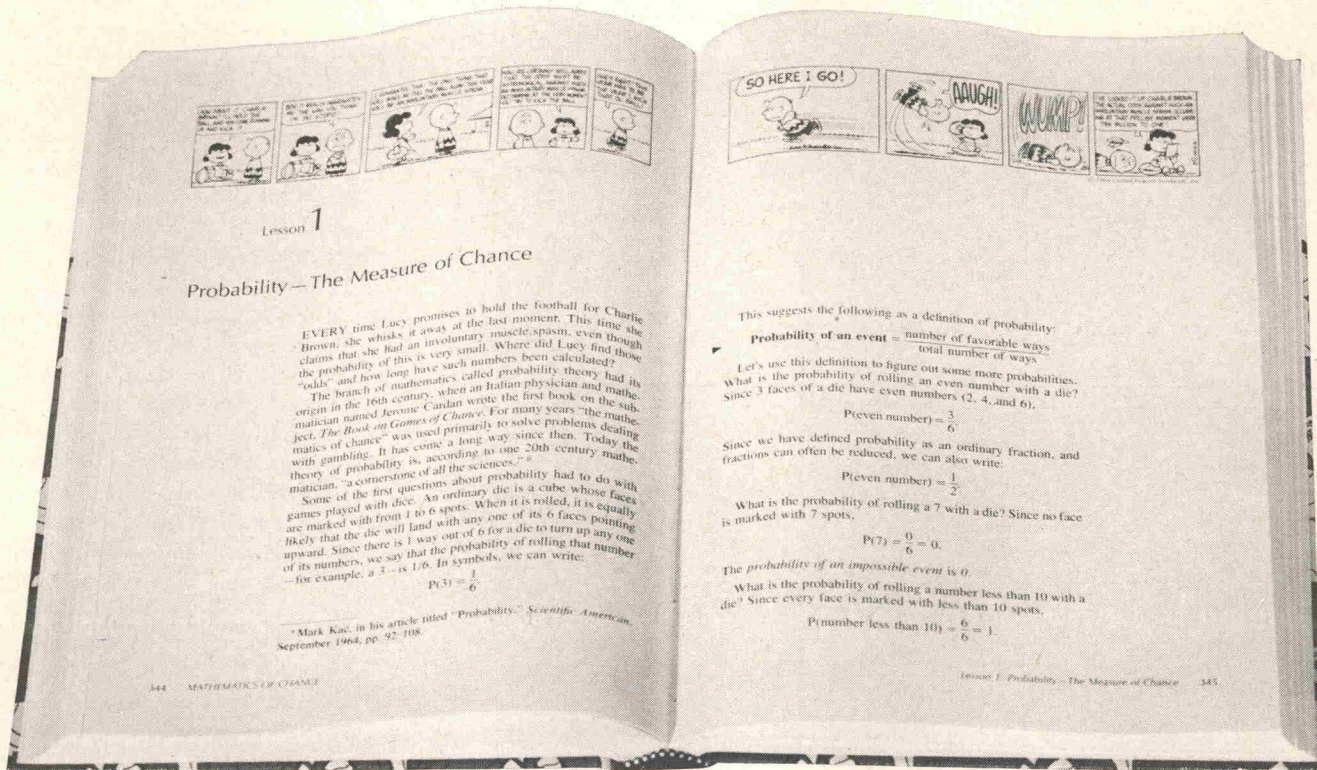 SO HERE I GO!
AAUGH!
WUMP!
I'VE LOOKED IT UP, CHARLIE BROWN.
THE ACTUAL ODDS AGAINST SUCH AN
INVOLUNTARY MUSCLE SPASM
TEN BILLION TO ONE
Lesson 1
Probability — The Measure of Chance
EVERY time Lucy promises to hold the football for Charlie
Brown, she whisks it away at the last moment. This time she
claims that she had an involuntary muscle spasm, even though
the probability of this is very small. Where did Lucy find those
"odds" and how long have such numbers been calculated?
The branch of mathematics called probability theory had its
origin in the 16th century, when an Italian physician and mathe-
matician named Jerome Cardan wrote the first book on the sub-
ject, The Book on Games of Chance. For many years "the mathe-
matics of chance" was used primarily to solve problems dealing
with gambling. It has come a long way since then. Today the
theory of probability is, according to one 20th century mathe-
matician, "a cornerstone of all the sciences."*
Some of the first questions about probability had to do with
games played with dice. An ordinary die is a cube whose faces
are marked with from 1 to 6 spots. When it is rolled, it is equally
likely that the die will land with any one of its 6 faces pointing
upward. Since there is 1 way out of 6 for a die to turn up any one
of its numbers, we say that the probability of rolling that number
—for example, a 3—is 1/6. In symbols, we can write:
P(3) = 1/6
*Mark Kac, in his article titled "Probability," Scientific American,
September 1964, pp. 92-108.
344 MATHEMATICS OF CHANCE
This suggests the following as a definition of probability:
Probability of an event = number of favorable ways / total number of ways
Let's use this definition to figure out some more probabilities.
What is the probability of rolling an even number with a die?
Since 3 faces of a die have even numbers (2, 4, and 6),
P(even number) = 3/6
Since we have defined probability as an ordinary fraction, and
fractions can often be reduced, we can also write:
P(even number) = 1/2
What is the probability of rolling a 7 with a die? Since no face
is marked with 7 spots,
P(7) = 0/6 = 0.
The probability of an impossible event is 0.
What is the probability of rolling a number less than 10 with a
die? Since every face is marked with less than 10 spots,
P(number less than 10) = 6/6 = 1
Lesson 1: Probability—The Measure of Chance 345